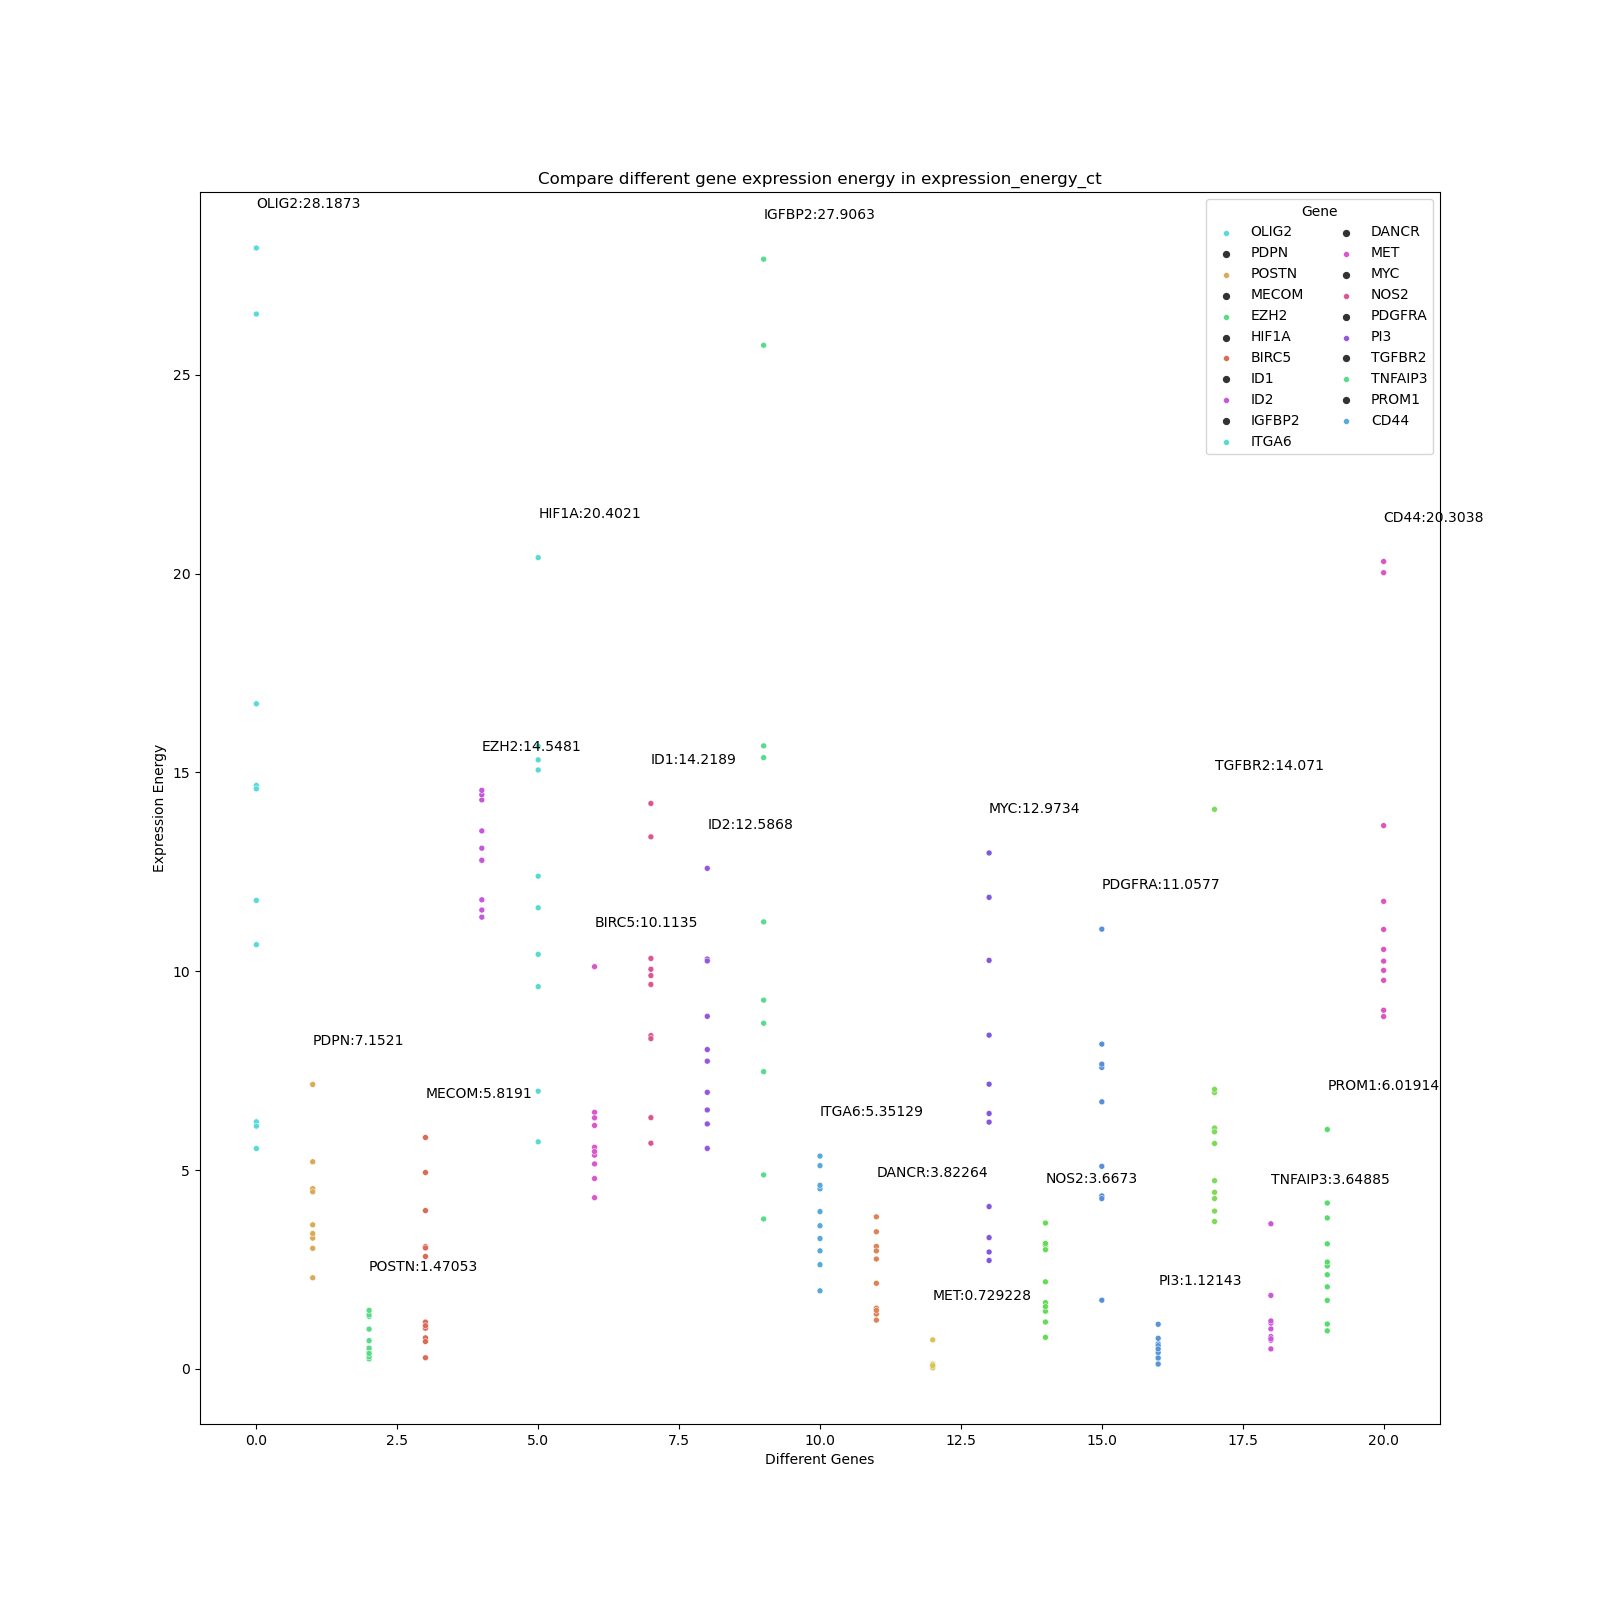 Compare different gene expression energy in expression_energy_ct
OLIG2:28.1873
IGFBP2:27.9063
Gene
OLIG2
PDPN
POSTN
MECOM
EZH2
HIF1A
BIRC5
ID1
ID2
IGFBP2
ITGA6
DANCR
MET
MYC
NOS2
PDGFRA
PI3
TGFBR2
TNFAIP3
PROM1
CD44
HIF1A:20.4021
CD44:20.3038
EZH2:14.5481
ID1:14.2189
TGFBR2:14.071
ID2:12.5868
MYC:12.9734
PDGFRA:11.0577
BIRC5:10.1135
PDPN:7.1521
MECOM:5.8191
PROM1:6.01914
ITGA6:5.35129
DANCR:3.82264
NOS2:3.6673
TNFAIP3:3.64885
POSTN:1.47053
PI3:1.12143
MET:0.729228
Expression Energy
25
20
15
10
5
0
0.0 2.5 5.0 7.5 10.0 12.5 15.0 17.5 20.0
Different Genes